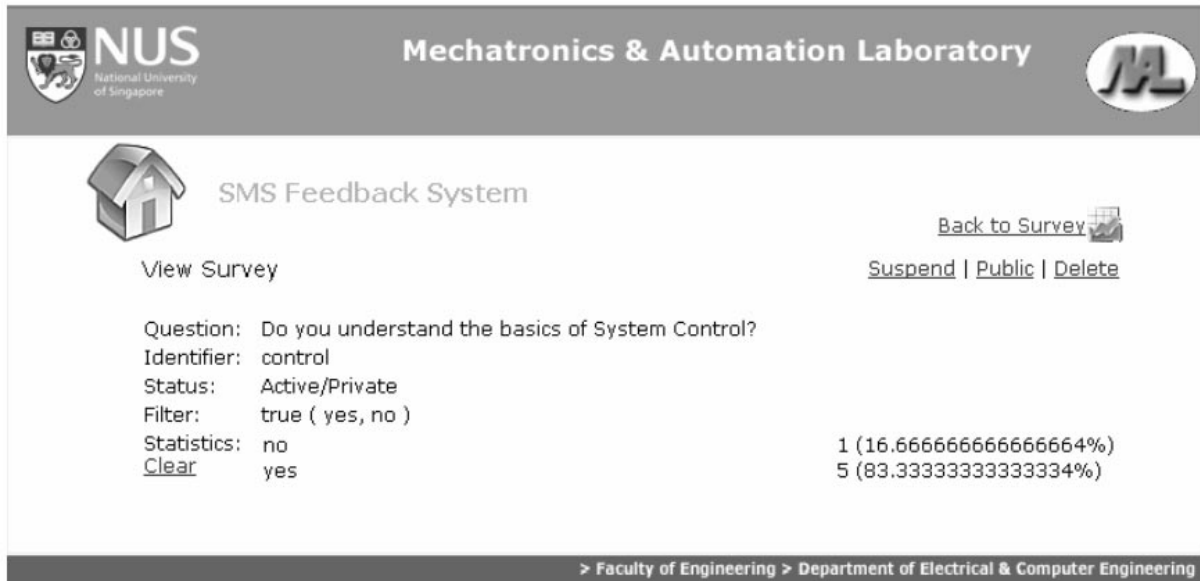 NUS
National University
of Singapore
Mechatronics & Automation Laboratory
MAL
SMS Feedback System
Back to Survey
View Survey
Suspend | Public | Delete
Question: Do you understand the basics of System Control?
Identifier: control
Status: Active/Private
Filter: true ( yes, no )
Statistics: no 1 (16.666666666666664%)
Clear yes 5 (83.33333333333334%)
> Faculty of Engineering > Department of Electrical & Computer Engineering